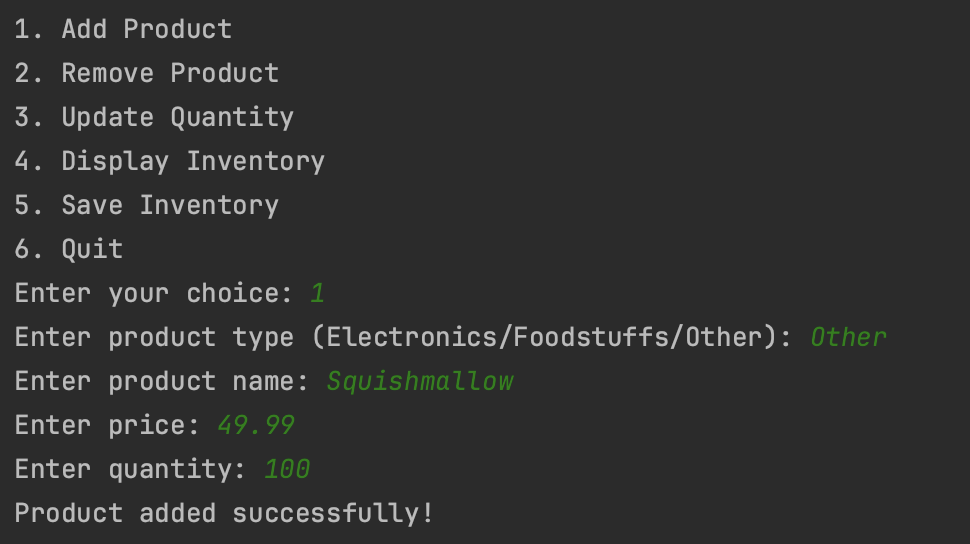 1. Add Product
2. Remove Product
3. Update Quantity
4. Display Inventory
5. Save Inventory
6. Quit
Enter your choice: 1
Enter product type (Electronics/Foodstuffs/Other): Other
Enter product name: Squishmallow
Enter price: 49.99
Enter quantity: 100
Product added successfully!